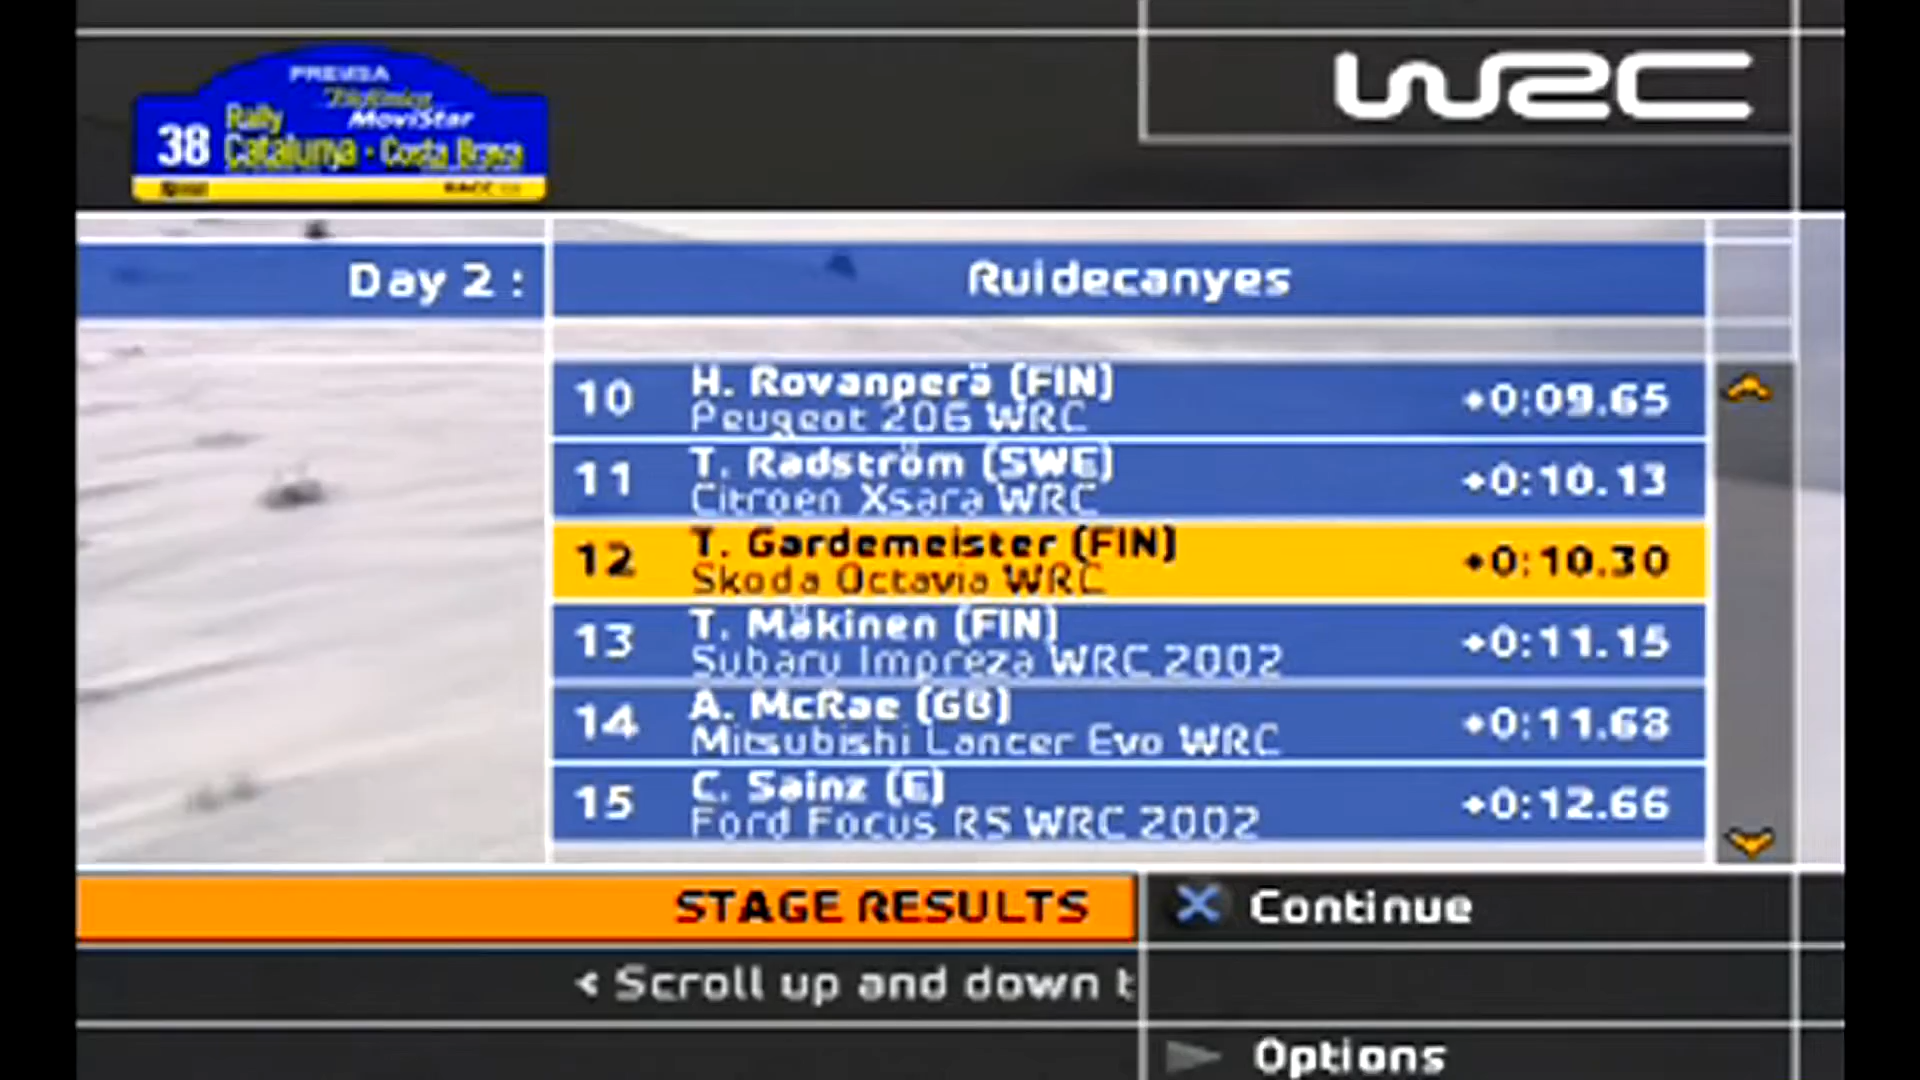 PREVISA
Telefónica
MoviStar
38 Rally
Catalunya - Costa Brava
RACC
WRC
Day 2 :
Ruidecanyes
10 H. Rovanperä (FIN) +0:09.65
Peugeot 206 WRC
11 T. Radström (SWE) +0:10.13
Citroen Xsara WRC
12 T. Gardemeister (FIN) +0:10.30
Skoda Octavia WRC
13 T. Mäkinen (FIN) +0:11.15
Subaru Impreza WRC 2002
14 A. McRae (GB) +0:11.68
Mitsubishi Lancer Evo WRC
15 C. Sainz (E) +0:12.66
Ford Focus RS WRC 2002
STAGE RESULTS
Continue
< Scroll up and down t
Options